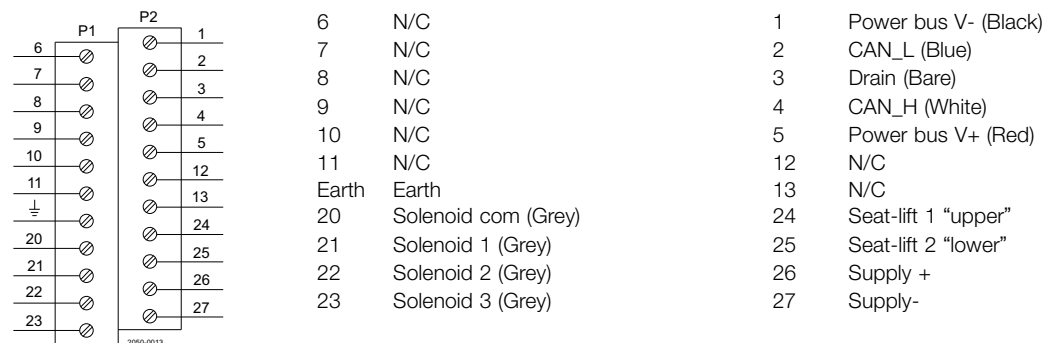 P1
P2
6
7
8
9
10
11
20
21
22
23
1
2
3
4
5
12
13
24
25
26
27
2050-0013
6 N/C
7 N/C
8 N/C
9 N/C
10 N/C
11 N/C
Earth Earth
20 Solenoid com (Grey)
21 Solenoid 1 (Grey)
22 Solenoid 2 (Grey)
23 Solenoid 3 (Grey)
1 Power bus V- (Black)
2 CAN_L (Blue)
3 Drain (Bare)
4 CAN_H (White)
5 Power bus V+ (Red)
12 N/C
13 N/C
24 Seat-lift 1 “upper”
25 Seat-lift 2 “lower”
26 Supply +
27 Supply-